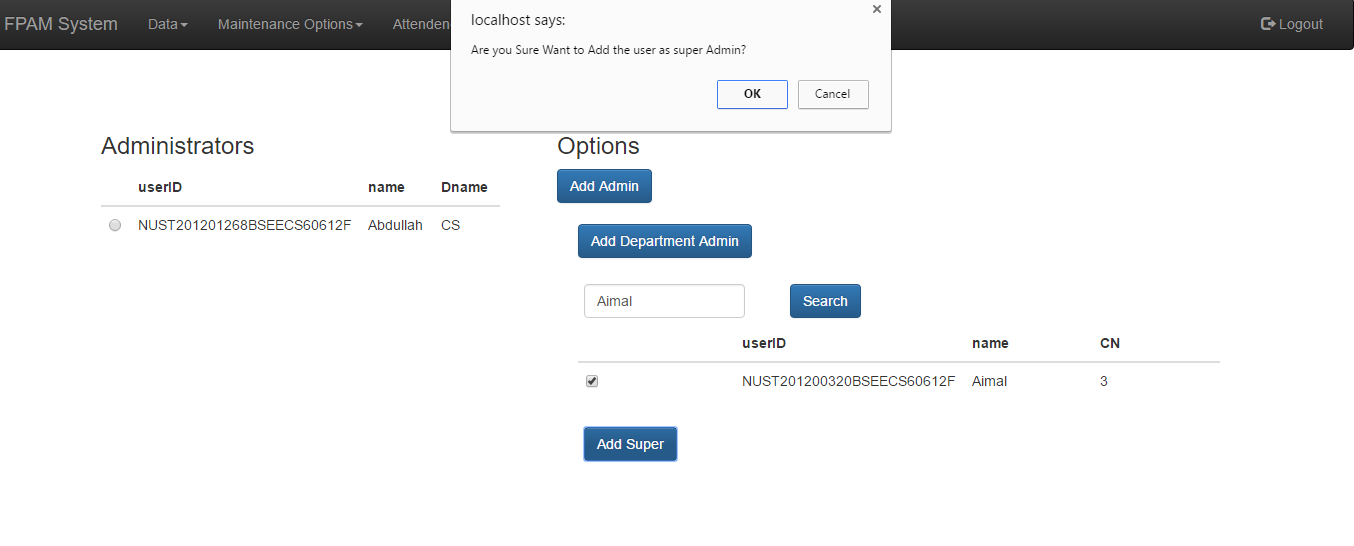 FPAM System Data Maintenance Options Logout
localhost says:
Are you Sure Want to Add the user as super Admin?
OK Cancel
Administrators
userID name Dname
NUST201201268BSEECS60612F Abdullah CS
Options
Add Admin
Add Department Admin
Aimal Search
userID name CN
NUST201200320BSEECS60612F Aimal 3
Add Super